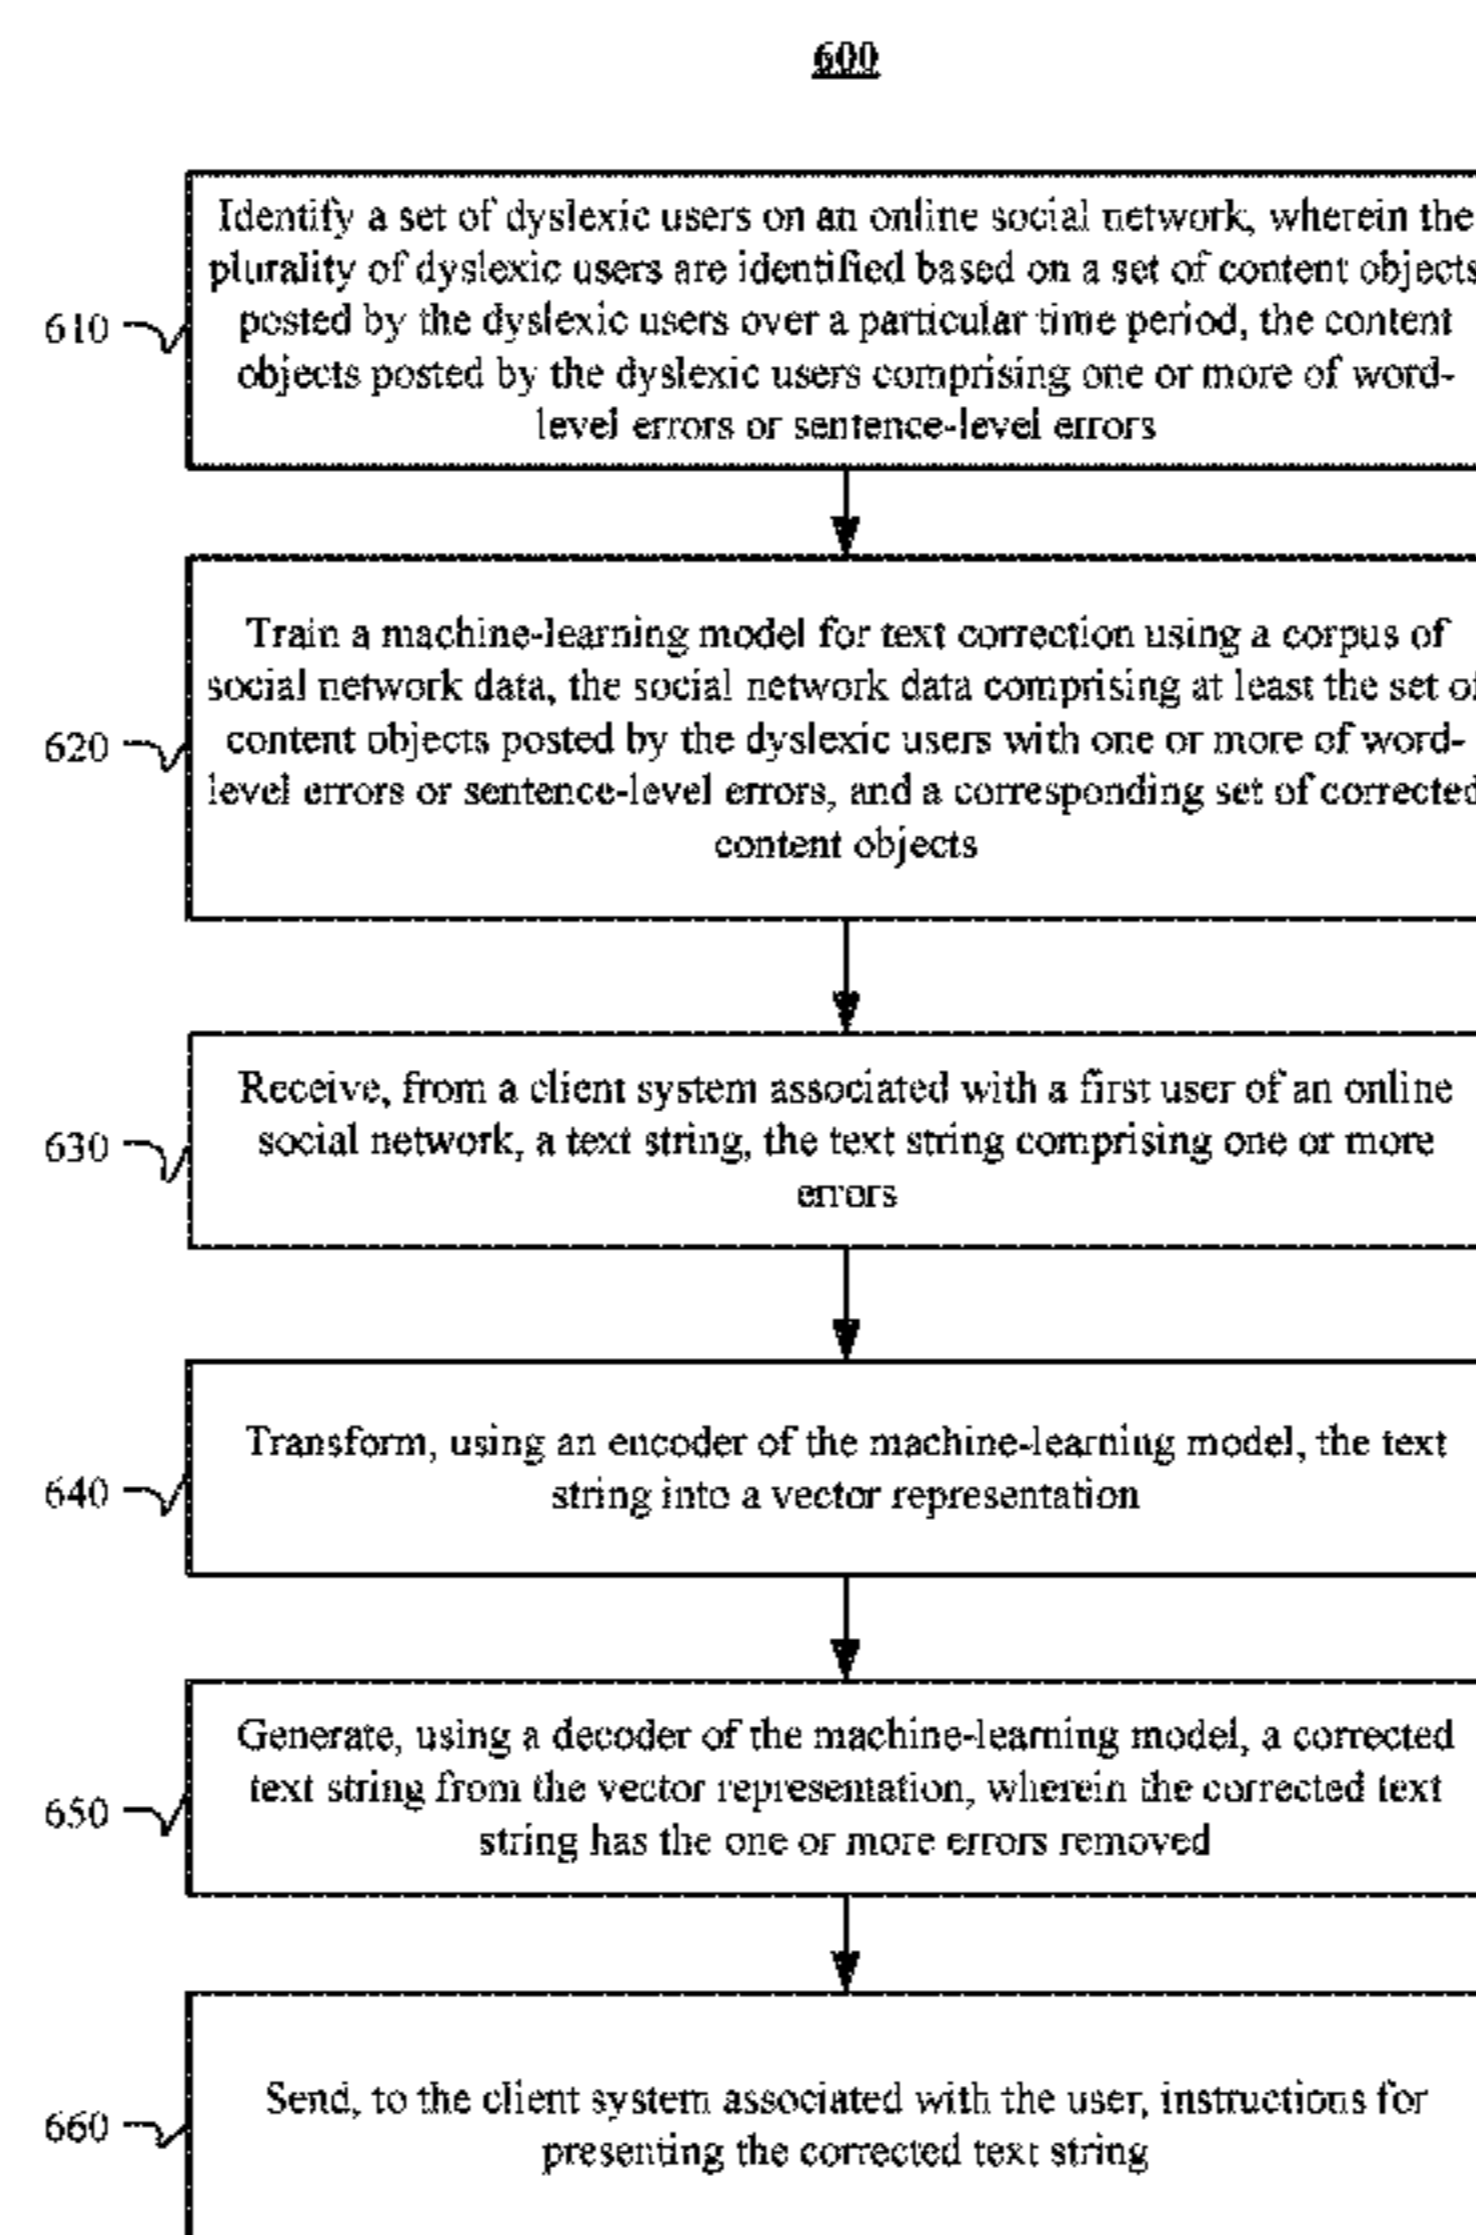 600
610
Identify a set of dyslexic users on an online social network, wherein the
plurality of dyslexic users are identified based on a set of content objects
posted by the dyslexic users over a particular time period, the content
objects posted by the dyslexic users comprising one or more of word-
level errors or sentence-level errors
620
Train a machine-learning model for text correction using a corpus of
social network data, the social network data comprising at least the set of
content objects posted by the dyslexic users with one or more of word-
level errors or sentence-level errors, and a corresponding set of corrected
content objects
630
Receive, from a client system associated with a first user of an online
social network, a text string, the text string comprising one or more
errors
640
Transform, using an encoder of the machine-learning model, the text
string into a vector representation
650
Generate, using a decoder of the machine-learning model, a corrected
text string from the vector representation, wherein the corrected text
string has the one or more errors removed
660
Send, to the client system associated with the user, instructions for
presenting the corrected text string